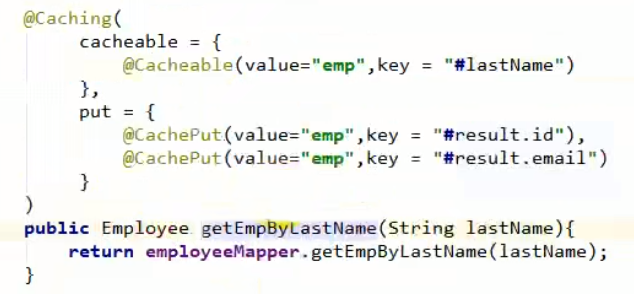 @Caching(
cacheable = {
@Cacheable(value="emp",key = "#lastName")
},
put = {
@CachePut(value="emp",key = "#result.id"),
@CachePut(value="emp",key = "#result.email")
}
)
public Employee getEmpByLastName(String lastName){
return employeeMapper.getEmpByLastName(lastName);
}